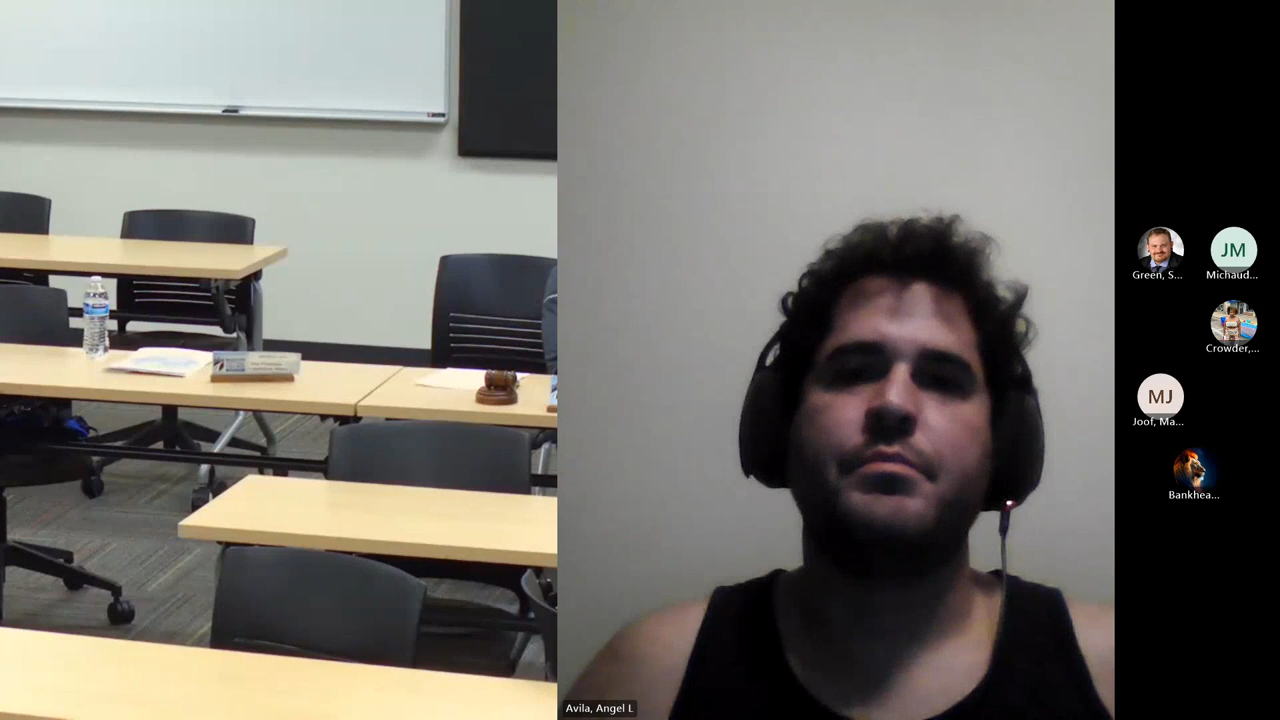 Green, S...
JM
Michaud...
Crowder,...
MJ
Joof, Ma...
Bankhea...
Avila, Angel L